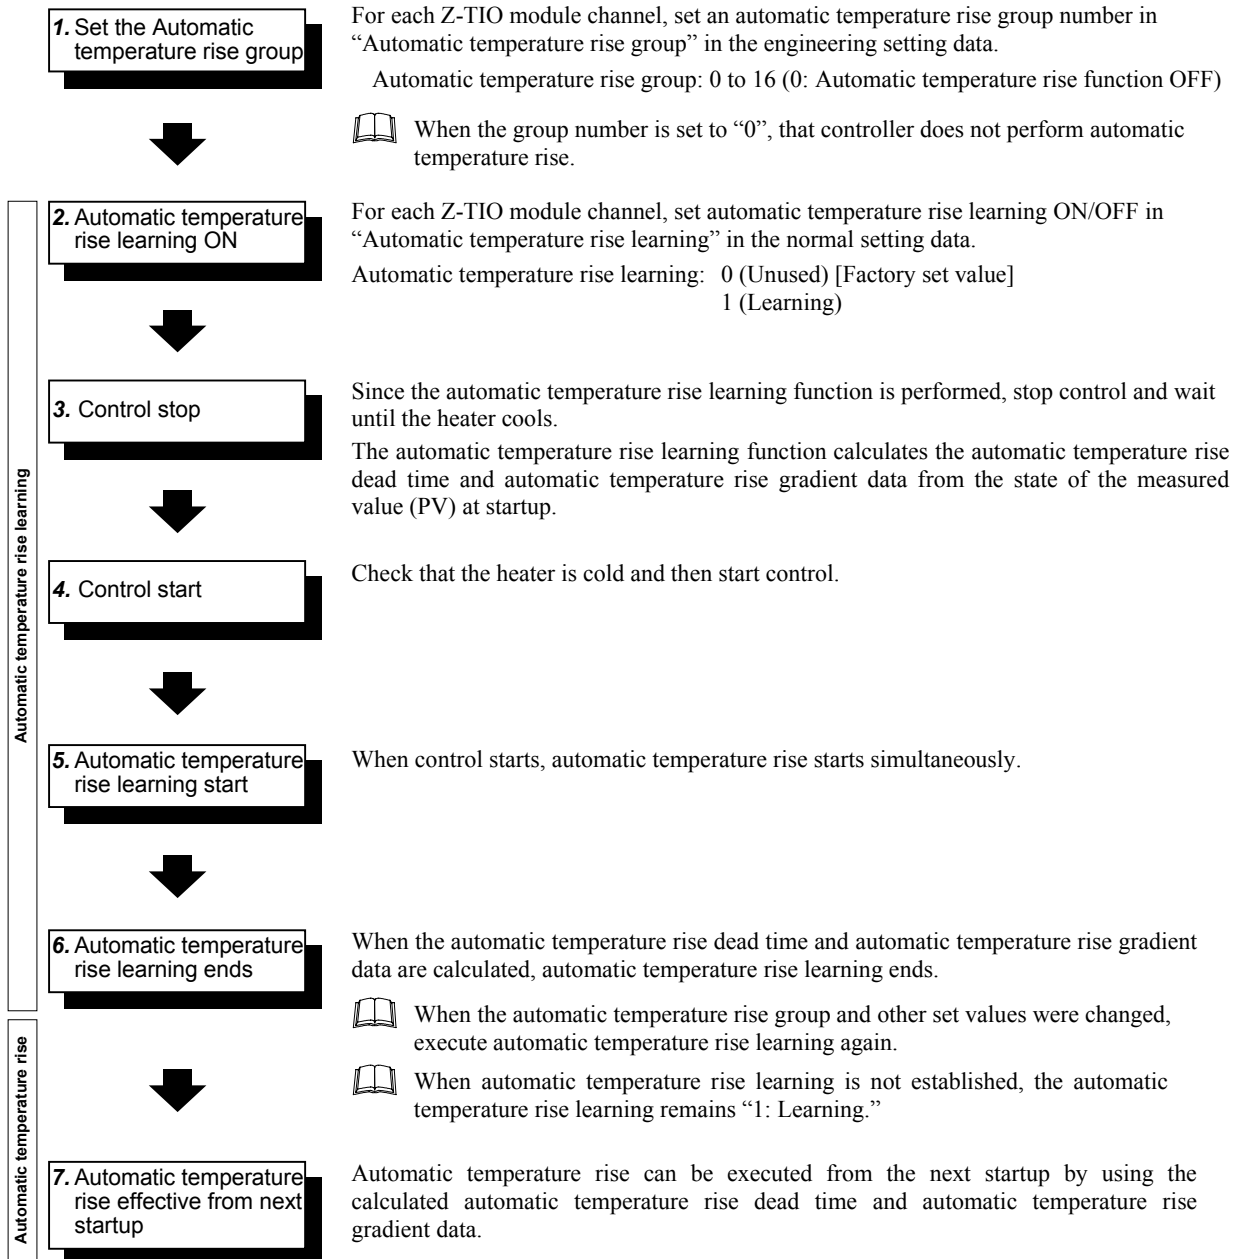 1. Set the Automatic
temperature rise group
For each Z-TIO module channel, set an automatic temperature rise group number in
“Automatic temperature rise group” in the engineering setting data.
Automatic temperature rise group: 0 to 16 (0: Automatic temperature rise function OFF)
When the group number is set to “0”, that controller does not perform automatic
temperature rise.
Automatic temperature rise learning
2. Automatic temperature
rise learning ON
For each Z-TIO module channel, set automatic temperature rise learning ON/OFF in
“Automatic temperature rise learning” in the normal setting data.
Automatic temperature rise learning: 0 (Unused) [Factory set value]
1 (Learning)
3. Control stop
Since the automatic temperature rise learning function is performed, stop control and wait
until the heater cools.
The automatic temperature rise learning function calculates the automatic temperature rise
dead time and automatic temperature rise gradient data from the state of the measured
value (PV) at startup.
4. Control start
Check that the heater is cold and then start control.
5. Automatic temperature
rise learning start
When control starts, automatic temperature rise starts simultaneously.
6. Automatic temperature
rise learning ends
When the automatic temperature rise dead time and automatic temperature rise gradient
data are calculated, automatic temperature rise learning ends.
When the automatic temperature rise group and other set values were changed,
execute automatic temperature rise learning again.
When automatic temperature rise learning is not established, the automatic
temperature rise learning remains “1: Learning.”
Automatic temperature rise
7. Automatic temperature
rise effective from next
startup
Automatic temperature rise can be executed from the next startup by using the
calculated automatic temperature rise dead time and automatic temperature rise
gradient data.